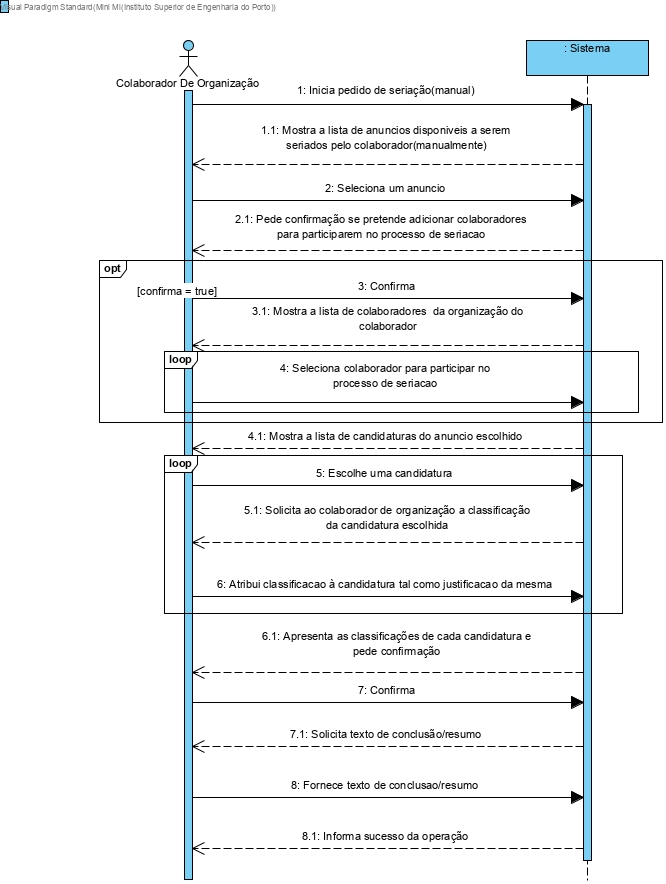 Visual Paradigm Standard(Mini Mi(Instituto Superior de Engenharia do Porto))
: Sistema
Colaborador De Organização
1: Inicia pedido de seriação(manual)
1.1: Mostra a lista de anuncios disponiveis a serem
seriados pelo colaborador(manualmente)
2: Seleciona um anuncio
2.1: Pede confirmação se pretende adicionar colaboradores
para participarem no processo de seriacao
opt
[confirma = true]
3: Confirma
3.1: Mostra a lista de colaboradores da organização do
colaborador
loop
4: Seleciona colaborador para participar no
processo de seriacao
4.1: Mostra a lista de candidaturas do anuncio escolhido
loop
5: Escolhe uma candidatura
5.1: Solicita ao colaborador de organização a classificação
da candidatura escolhida
6: Atribui classificacao à candidatura tal como justificacao da mesma
6.1: Apresenta as classificações de cada candidatura e
pede confirmação
7: Confirma
7.1: Solicita texto de conclusão/resumo
8: Fornece texto de conclusao/resumo
8.1: Informa sucesso da operação